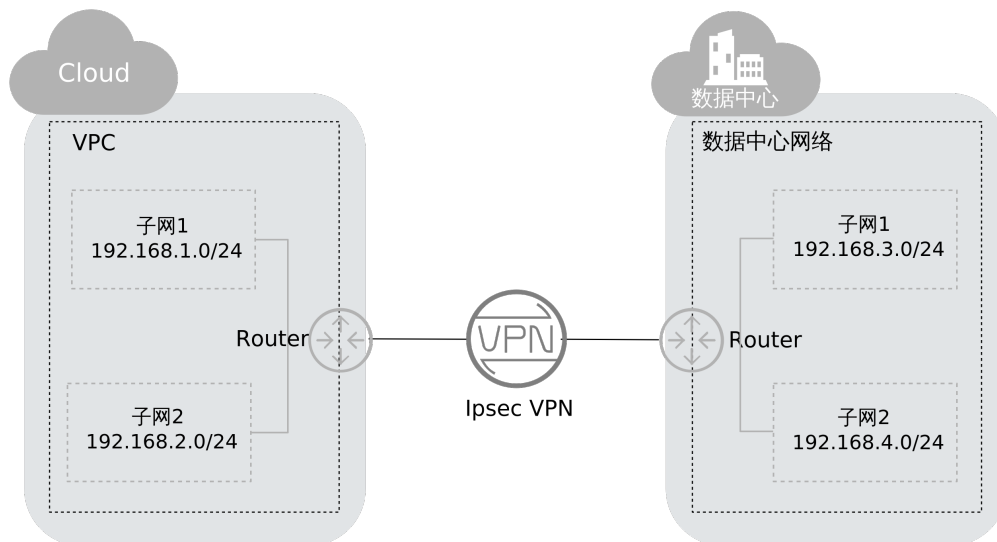 Cloud
VPC
子网1
192.168.1.0/24
Router
子网2
192.168.2.0/24
VPN
Ipsec VPN
数据中心
数据中心网络
子网1
192.168.3.0/24
Router
子网2
192.168.4.0/24